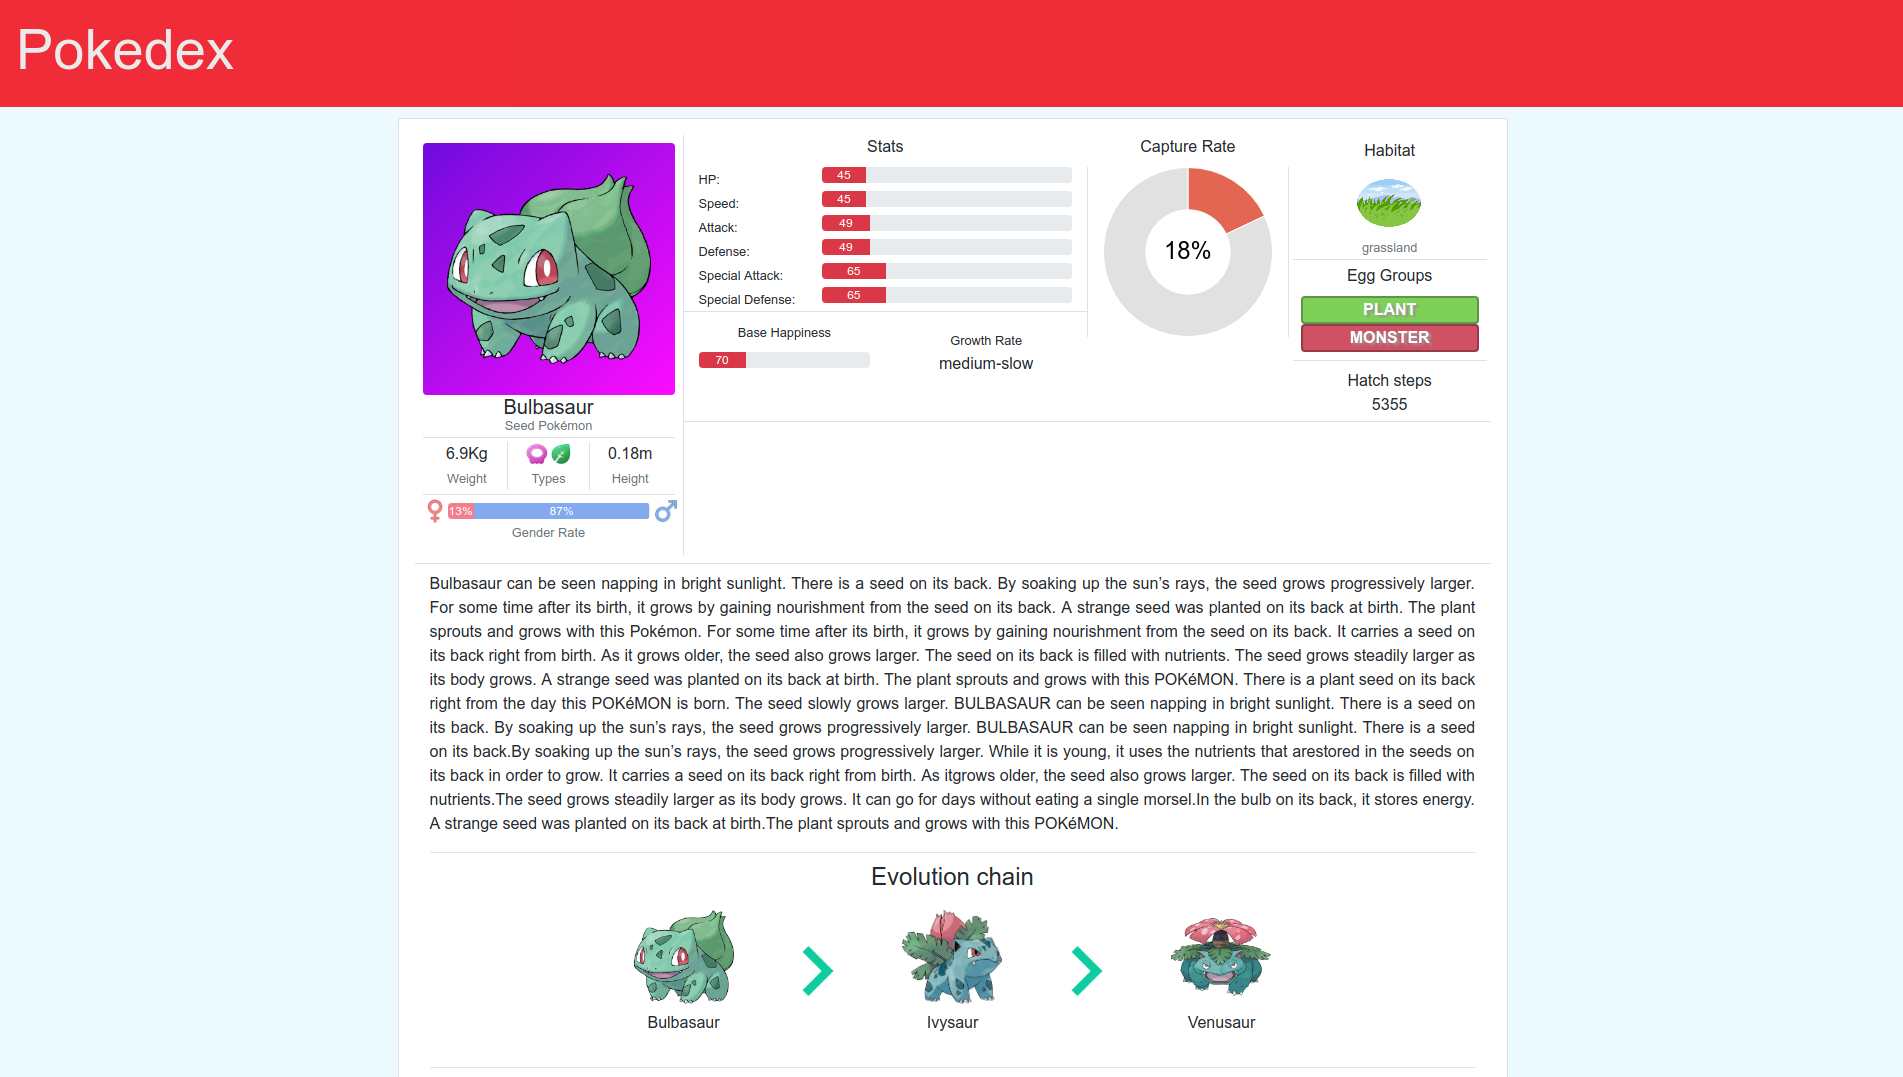 Pokedex
Bulbasaur
Seed Pokémon
6.9Kg
Weight
Types
0.18m
Height
13%
87%
Gender Rate
Stats
HP:
45
Speed:
45
Attack:
49
Defense:
49
Special Attack:
65
Special Defense:
65
Base Happiness
70
Growth Rate
medium-slow
Capture Rate
18%
Habitat
grassland
Egg Groups
PLANT
MONSTER
Hatch steps
5355
Bulbasaur can be seen napping in bright sunlight. There is a seed on its back. By soaking up the sun’s rays, the seed grows progressively larger.
For some time after its birth, it grows by gaining nourishment from the seed on its back. A strange seed was planted on its back at birth. The plant
sprouts and grows with this Pokémon. For some time after its birth, it grows by gaining nourishment from the seed on its back. It carries a seed on
its back right from birth. As it grows older, the seed also grows larger. The seed on its back is filled with nutrients. The seed grows steadily larger as
its body grows. A strange seed was planted on its back at birth. The plant sprouts and grows with this POKéMON. There is a plant seed on its back
right from the day this POKéMON is born. The seed slowly grows larger. BULBASAUR can be seen napping in bright sunlight. There is a seed on
its back. By soaking up the sun’s rays, the seed grows progressively larger. BULBASAUR can be seen napping in bright sunlight. There is a seed
on its back.By soaking up the sun’s rays, the seed grows progressively larger. While it is young, it uses the nutrients that arestored in the seeds on
its back in order to grow. It carries a seed on its back right from birth. As itgrows older, the seed also grows larger. The seed on its back is filled with
nutrients.The seed grows steadily larger as its body grows. It can go for days without eating a single morsel.In the bulb on its back, it stores energy.
A strange seed was planted on its back at birth.The plant sprouts and grows with this POKéMON.
Evolution chain
Bulbasaur
Ivysaur
Venusaur